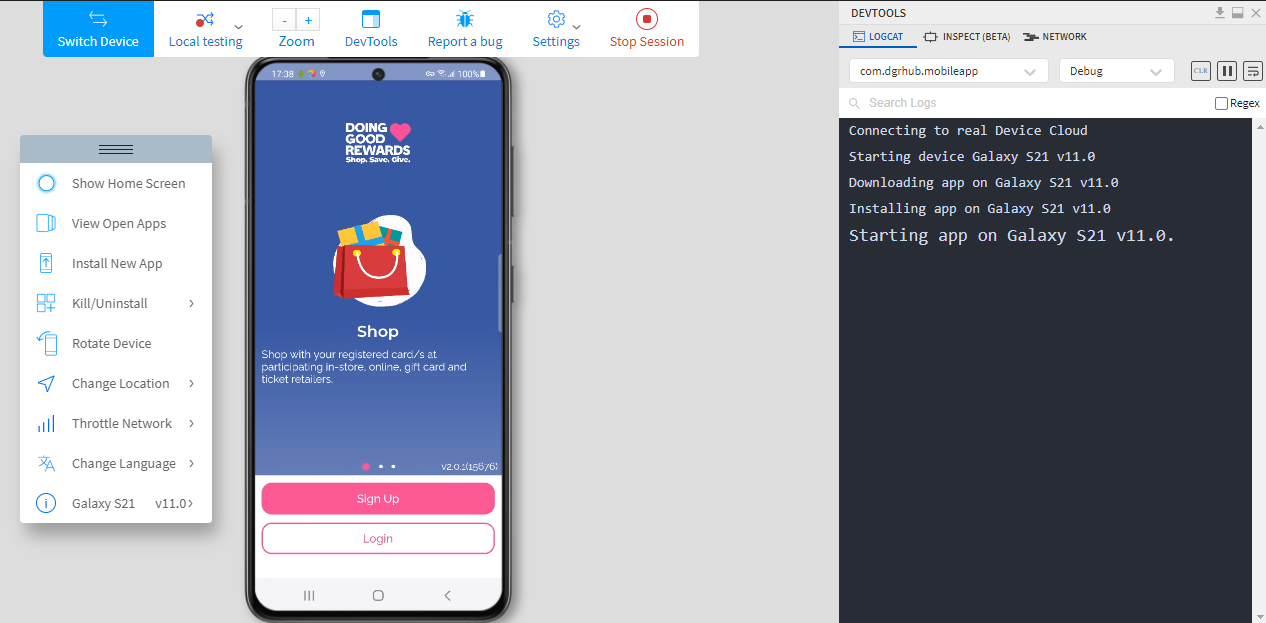 Switch Device
Local testing
- +
Zoom
DevTools
Report a bug
Settings
Stop Session
Show Home Screen
View Open Apps
Install New App
Kill/Uninstall
Rotate Device
Change Location
Throttle Network
Change Language
Galaxy S21 v11.0
17:38
100%
DOING
GOOD
REWARDS
Shop. Save. Give.
Shop
Shop with your registered card/s at
participating in-store, online, gift card and
ticket retailers.
v2.0.1(15876)
Sign Up
Login
DEVTOOLS
LOGCAT
INSPECT (BETA)
NETWORK
com.dgrhub.mobileapp
Debug
CLR
Search Logs
Regex
Connecting to real Device Cloud
Starting device Galaxy S21 v11.0
Downloading app on Galaxy S21 v11.0
Installing app on Galaxy S21 v11.0
Starting app on Galaxy S21 v11.0.